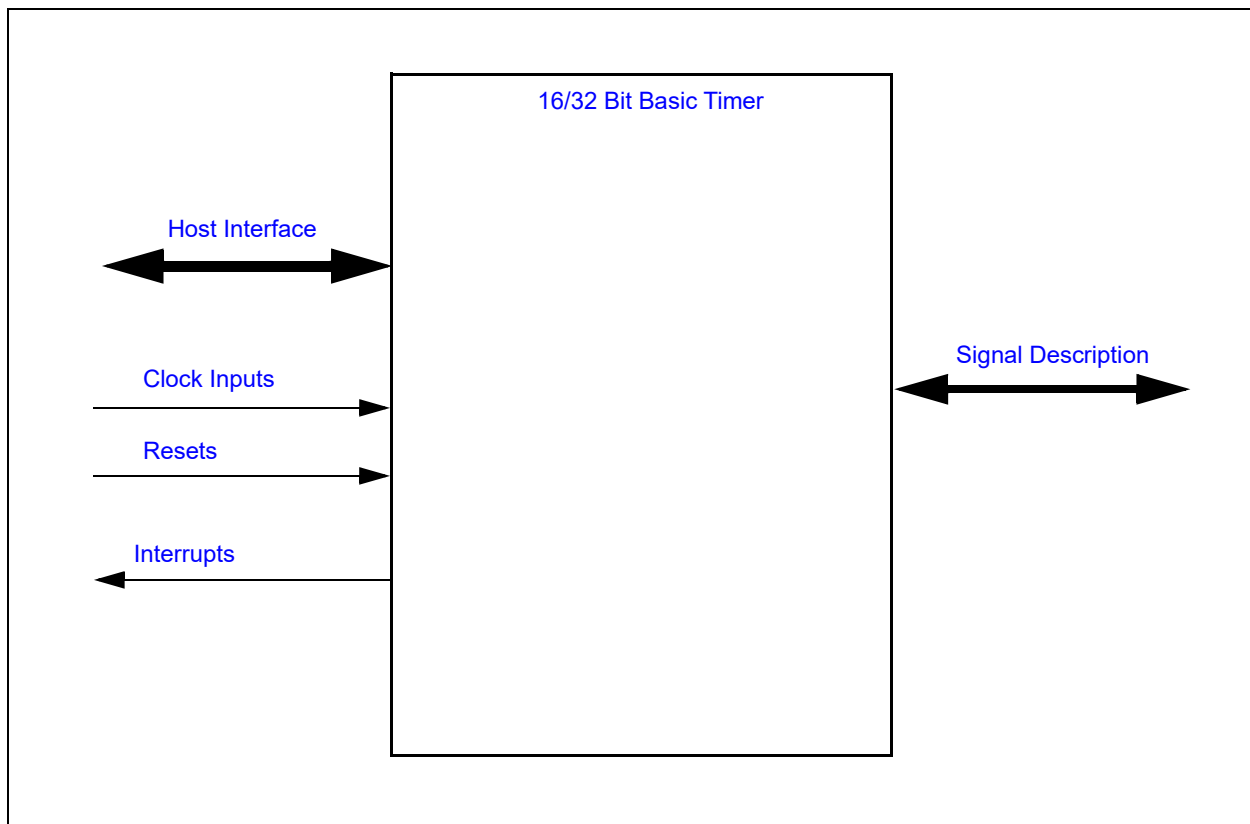 16/32 Bit Basic Timer
Host Interface
Signal Description
Clock Inputs
Resets
Interrupts